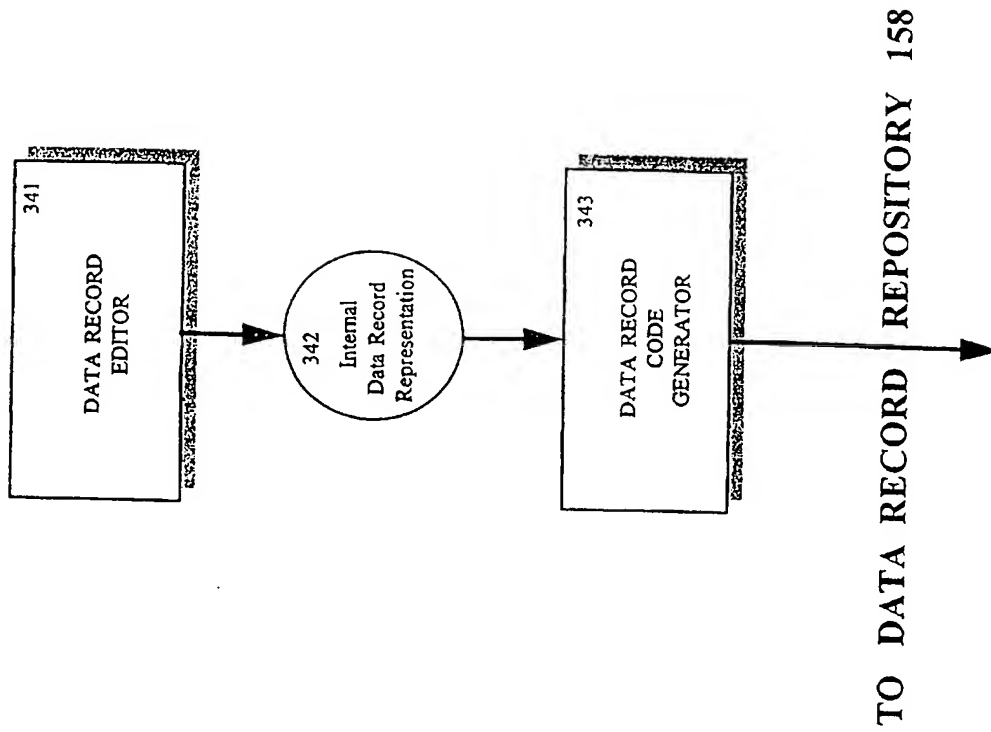 341
DATA RECORD
EDITOR
342
Internal
Data Record
Representation
343
DATA RECORD
CODE
GENERATOR
TO DATA RECORD REPOSITORY 158